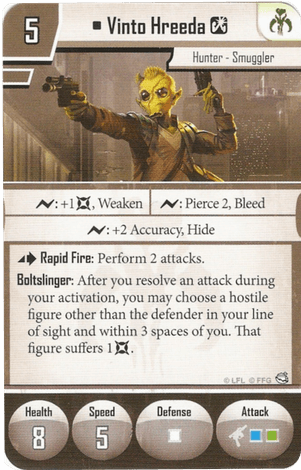 5
Vinto Hreeda
Hunter - Smuggler
: +1, Weaken
: Pierce 2, Bleed
: +2 Accuracy, Hide
Rapid Fire: Perform 2 attacks.
Boltslinger: After you resolve an attack during
your activation, you may choose a hostile
figure other than the defender in your line
of sight and within 3 spaces of you. That
figure suffers 1.
© LFL © FFG
Health
Speed
Defense
Attack
8
5